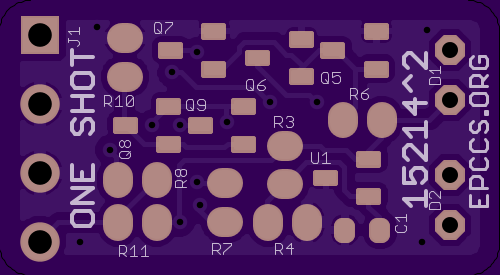 J1
Q7
Q6
Q5
D1
R10
Q9
R6
R3
Q8
U1
R8
D2
C1
R11
R7
R4
ONE SHOT
15214^2
EPCCS.ORG